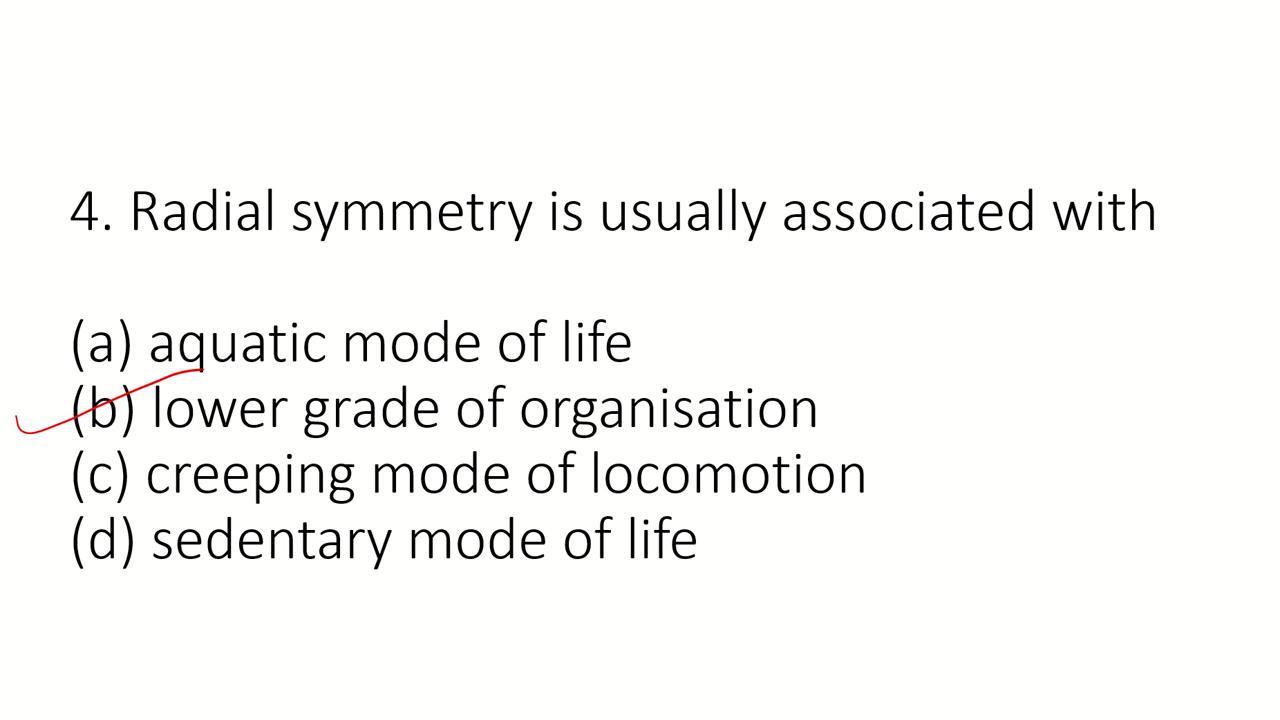 4. Radial symmetry is usually associated with
(a) aquatic mode of life
(b) lower grade of organisation
(c) creeping mode of locomotion
(d) sedentary mode of life